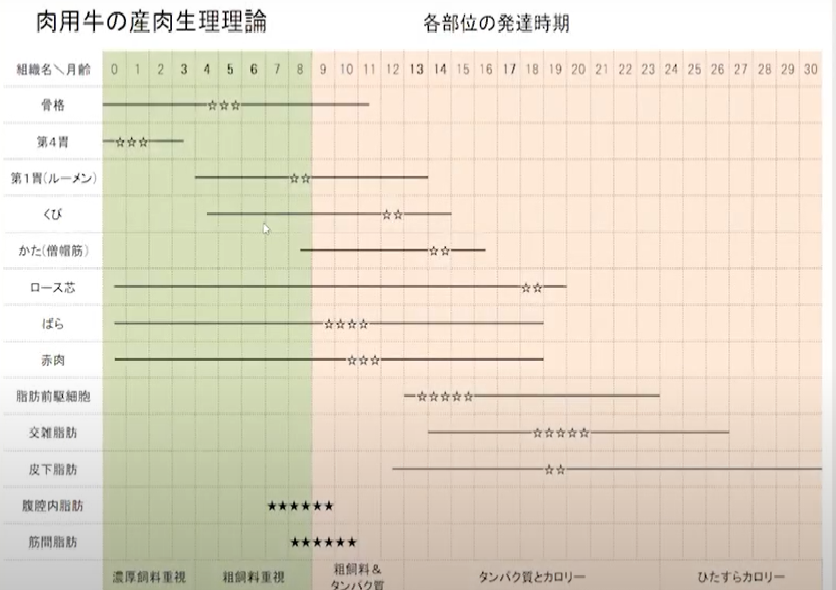 肉用牛の産肉生理理論
各部位の発達時期
組織名＼月齢 0 1 2 3 4 5 6 7 8 9 10 11 12 13 14 15 16 17 18 19 20 21 22 23 24 25 26 27 28 29 30
骨格 ☆☆☆
第4胃 ☆☆☆
第1胃(ルーメン) ☆☆
くび ☆☆
かた(僧帽筋) ☆☆
ロース芯 ☆☆
ばら ☆☆☆☆
赤肉 ☆☆☆
脂肪前駆細胞 ☆☆☆☆☆
交雑脂肪 ☆☆☆☆☆
皮下脂肪 ☆☆
腹腔内脂肪 ★★★★★★
筋間脂肪 ★★★★★★
濃厚飼料重視 粗飼料重視 粗飼料＆ タンパク質とカロリー ひたすらカロリー
タンパク質